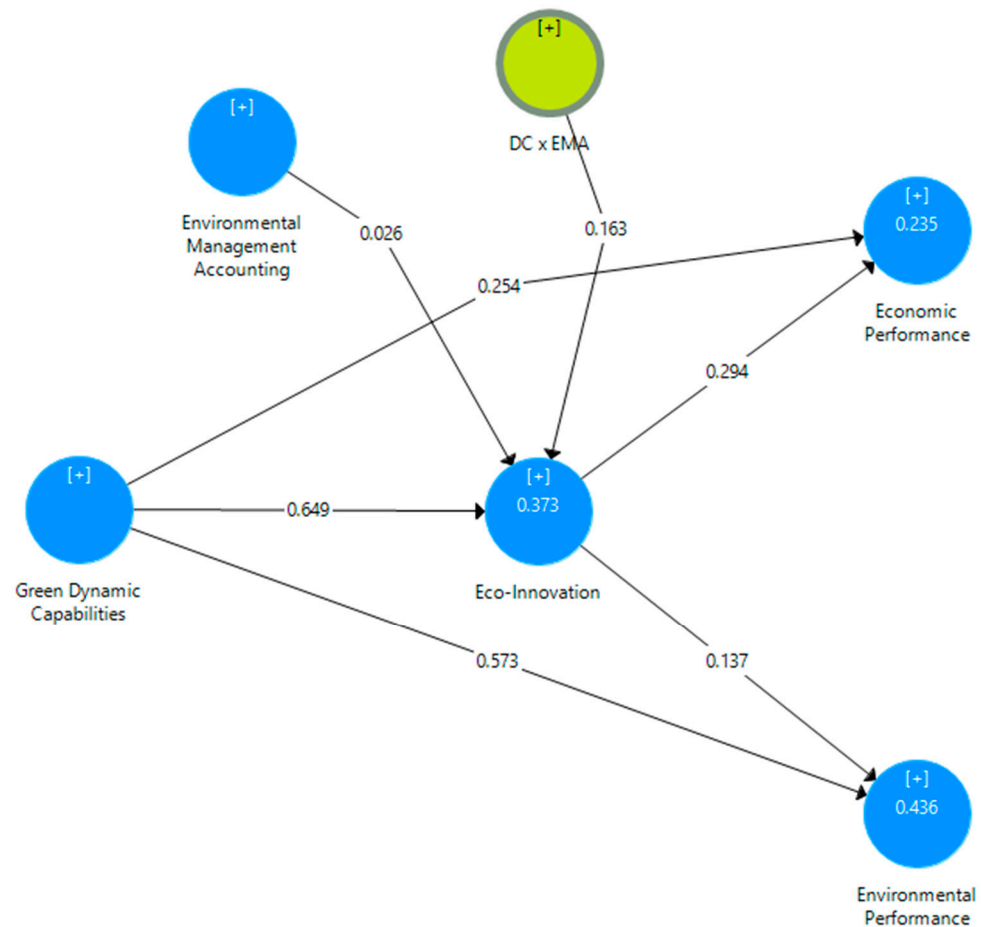 [+]
DC x EMA
[+]
Environmental
Management
Accounting
[+]
0.235
Economic
Performance
0.026
0.163
0.254
0.294
[+]
Green Dynamic
Capabilities
0.649
[+]
0.373
Eco-Innovation
0.573
0.137
[+]
0.436
Environmental
Performance